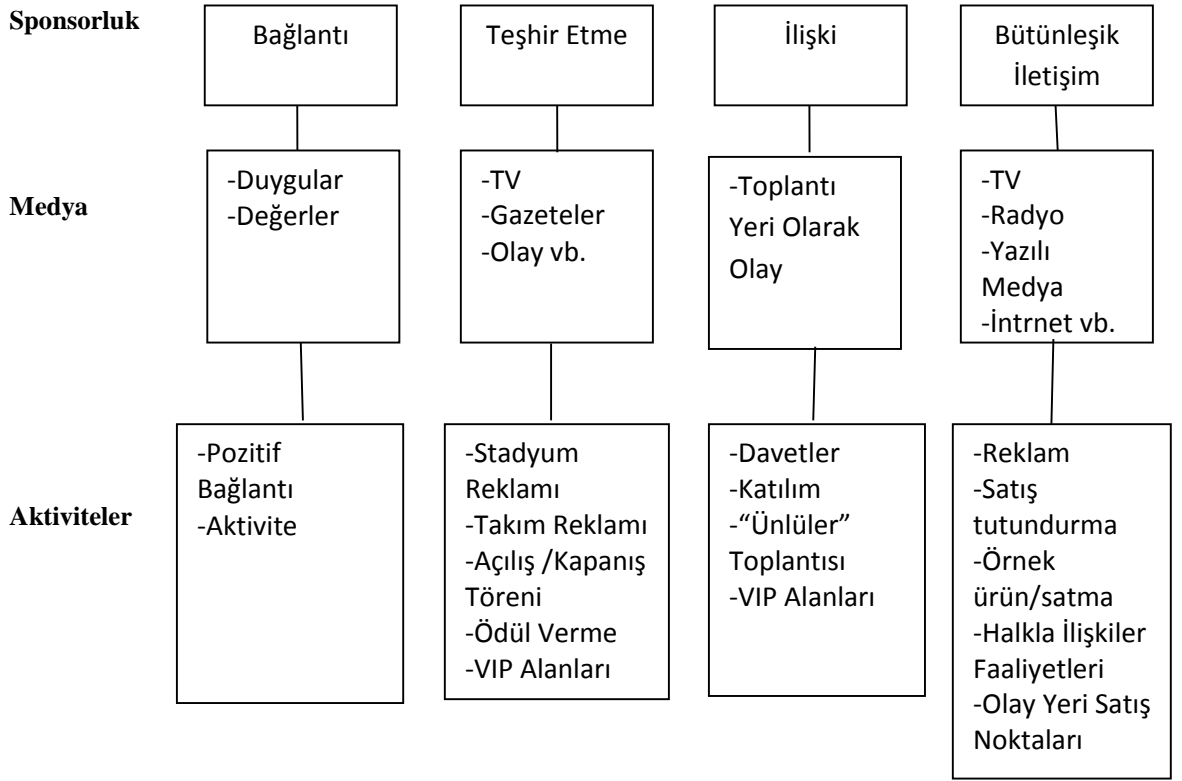 Sponsorluk
Bağlantı
Teşhir Etme
İlişki
Bütünleşik
İletişim
Medya
-Duygular
-Değerler
-TV
-Gazeteler
-Olay vb.
-Toplantı
Yeri Olarak
Olay
-TV
-Radyo
-Yazılı
Medya
-İntrnet vb.
Aktiviteler
-Pozitif
Bağlantı
-Aktivite
-Stadyum
Reklamı
-Takım Reklamı
-Açılış /Kapanış
Töreni
-Ödül Verme
-VIP Alanları
-Davetler
-Katılım
-“Ünlüler”
Toplantısı
-VIP Alanları
-Reklam
-Satış
tutundurma
-Örnek
ürün/satma
-Halkla İlişkiler
Faaliyetleri
-Olay Yeri Satış
Noktaları